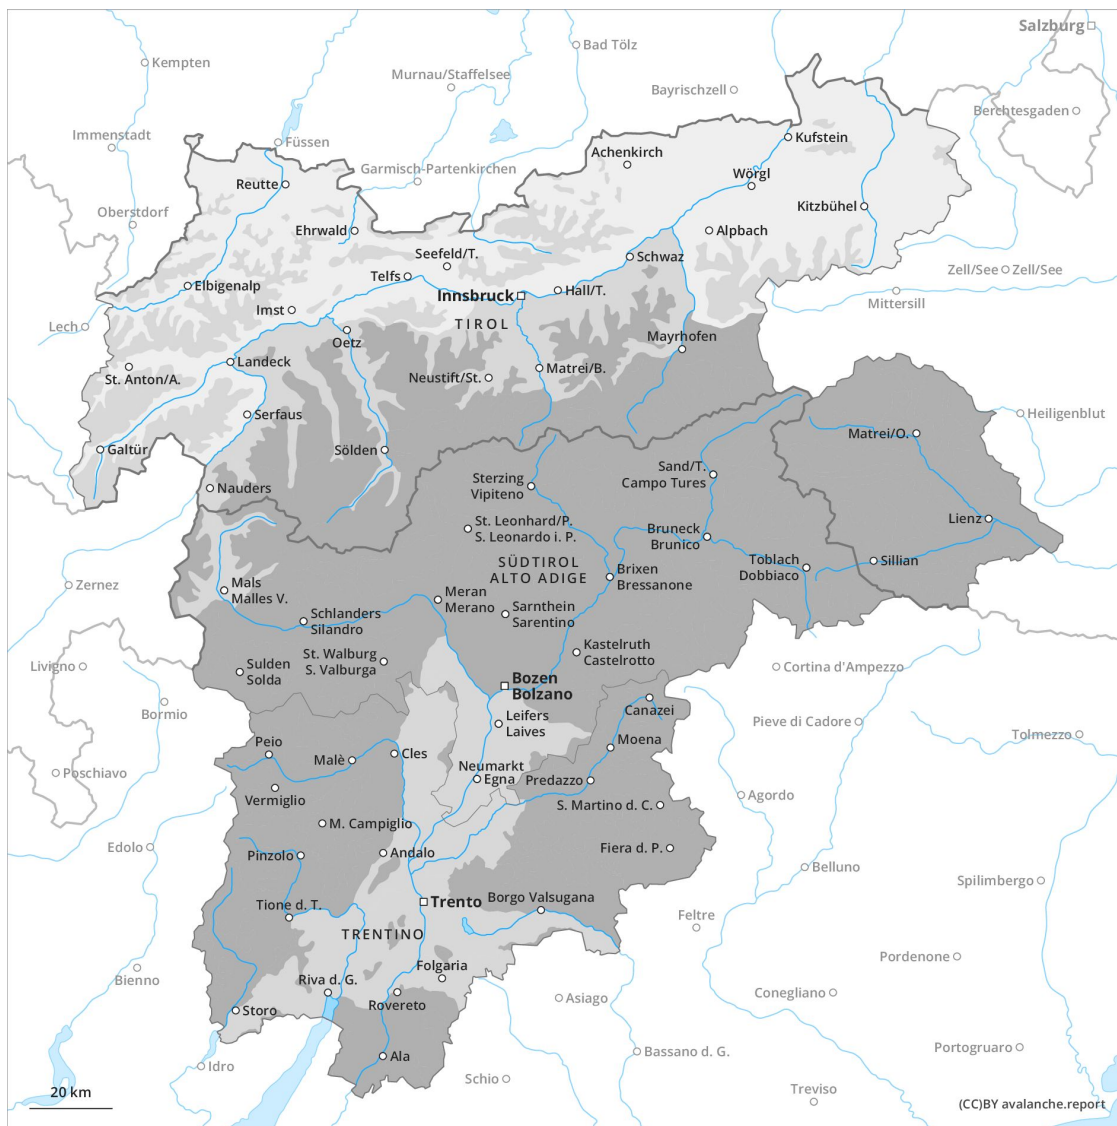 Salzburg
Kempten
Bad Tölz
Murnau/Staffelsee
Bayrischzell
Berchtesgaden
Immenstadt
Füssen
Kufstein
Achenkirch
Garmisch-Partenkirchen
Wörgl
Reutte
Oberstdorf
Kitzbühel
Ehrwald
Alpbach
Seefeld/T.
Schwaz
Telfs
Zell/See
Zell/See
Elbigenalp
Hall/T.
Innsbruck
Mittersill
Imst
Lech
TIROL
Oetz
Mayrhofen
Landeck
St. Anton/A.
Neustift/St.
Matrei/B.
Serfaus
Heiligenblut
Matrei/O.
Galtür
Sölden
Sand/T.
Campo Tures
Sterzing
Vipiteno
Nauders
Lienz
St. Leonhard/P.
S. Leonardo i. P.
Bruneck
Brunico
SÜDTIROL
ALTO ADIGE
Toblach
Dobbiaco
Sillian
Brixen
Bressanone
Zernez
Mals
Malles V.
Meran
Merano
Schlanders
Silandro
Sarnthein
Sarentino
Kastelruth
Castelrotto
St. Walburg
S. Valburga
Livigno
Sulden
Solda
Cortina d'Ampezzo
Bozen
Bolzano
Bormio
Canazei
Leifers
Laives
Pieve di Cadore
Tolmezzo
Peio
Moena
Cles
Malè
Poschiavo
Neumarkt
Egna
Predazzo
Vermiglio
Agordo
S. Martino d. C.
M. Campiglio
Edolo
Fiera d. P.
Pinzolo
Andalo
Belluno
Spilimbergo
Borgo Valsugana
Trento
Tione d. T.
Feltre
TRENTINO
Pordenone
Folgaria
Bienno
Riva d. G.
Conegliano
Asiago
Rovereto
Storo
Portogruaro
Bassano d. G.
Ala
Idro
Schio
Treviso
20 km
(CC)BY avalanche.report